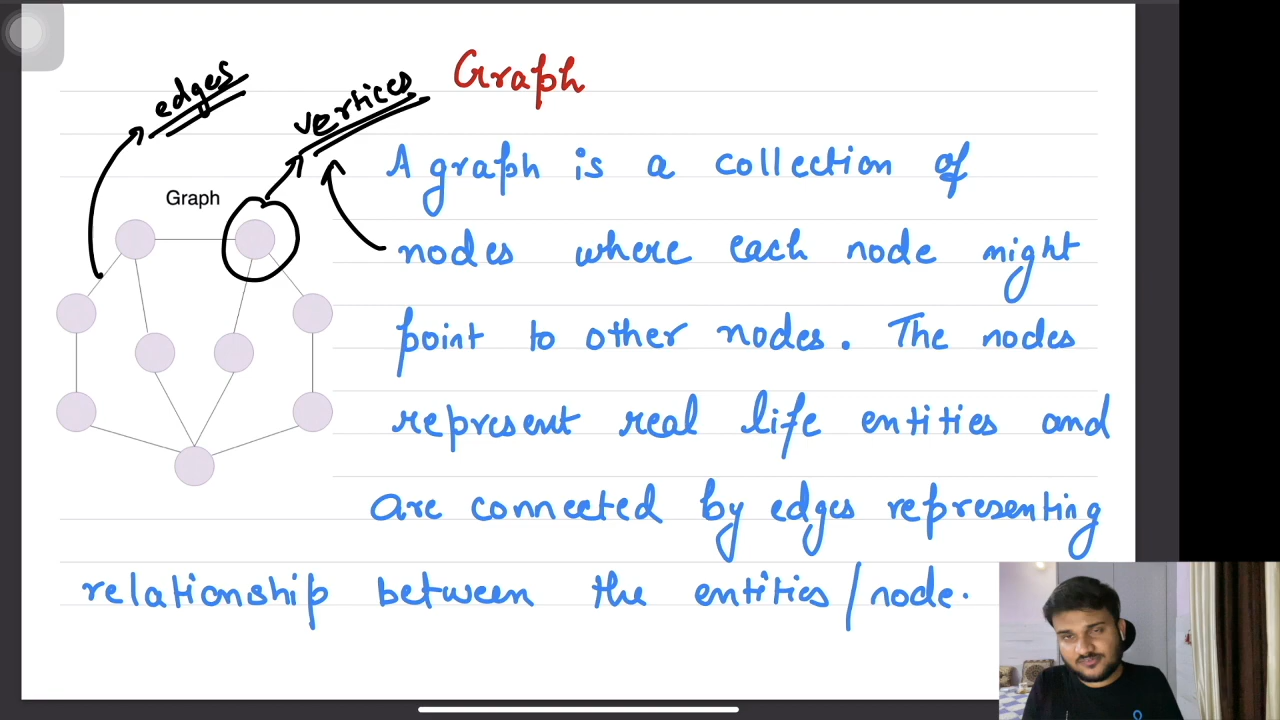 edges
vertices
Graph
Graph
A graph is a collection of
nodes where each node might
point to other nodes. The nodes
represent real life entities and
are connected by edges representing
relationship between the entities/node.